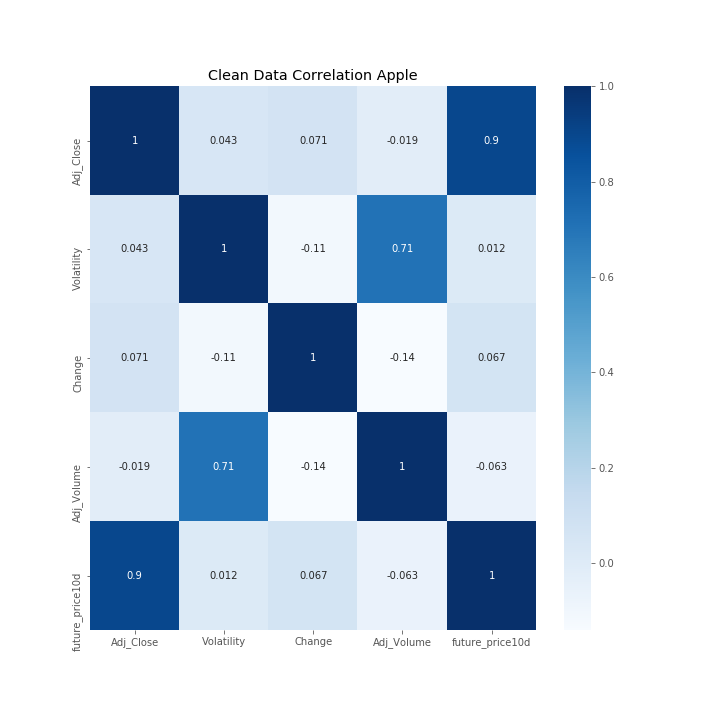 Clean Data Correlation Apple
Adj_Close
1 0.043 0.071 -0.019 0.9
Volatility
0.043 1 -0.11 0.71 0.012
Change
0.071 -0.11 1 -0.14 0.067
Adj_Volume
-0.019 0.71 -0.14 1 -0.063
future_price10d
0.9 0.012 0.067 -0.063 1
Adj_Close Volatility Change Adj_Volume future_price10d
1.0
0.8
0.6
0.4
0.2
0.0